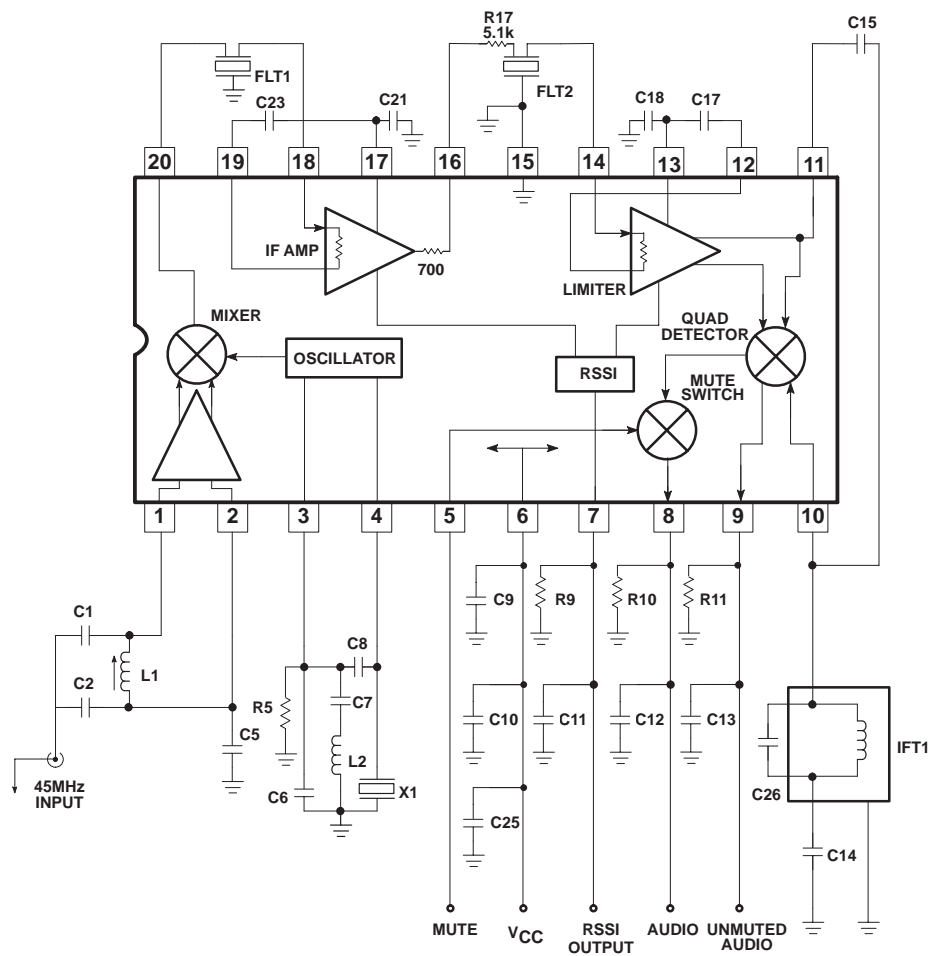 R17
5.1k
C15
FLT1
FLT2
C23
C21
C18
C17
20
19
18
17
16
15
14
13
12
11
IF AMP
700
LIMITER
MIXER
OSCILLATOR
RSSI
QUAD
DETECTOR
MUTE
SWITCH
1
2
3
4
5
6
7
8
9
10
C1
C2
L1
C5
45MHz
INPUT
R5
C6
C8
C7
L2
X1
C9
R9
R10
R11
C10
C11
C12
C13
C25
C26
IFT1
C14
MUTE
VCC
RSSI
OUTPUT
AUDIO
UNMUTED
AUDIO